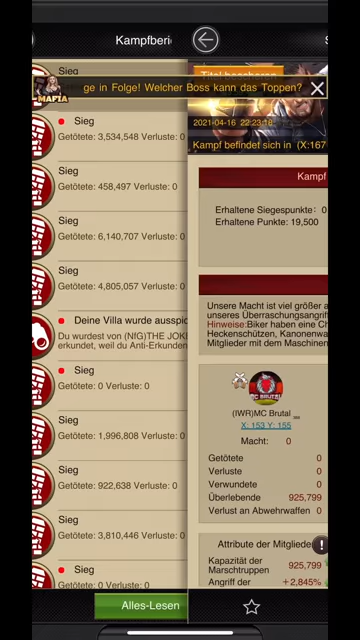 Kampfberi
S
Sieg
Titel bescheren
MAFIA
ge in Folge! Welcher Boss kann das Toppen?
Sieg
Getötete: 3,534,548 Verluste: 0
Sieg
Getötete: 458,497 Verluste: 0
Sieg
Getötete: 6,140,707 Verluste: 0
Sieg
Getötete: 4,805,057 Verluste: 0
Deine Villa wurde ausspio
Du wurdest von (NfG)THE JOKE
erkundet, weil du Anti-Erkunden
Sieg
Getötete: 0 Verluste: 0
Sieg
Getötete: 1,996,808 Verluste: 0
Sieg
Getötete: 922,638 Verluste: 0
Sieg
Getötete: 3,810,446 Verluste: 0
Sieg
Getötete: 0 Verluste: 0
Alles-Lesen
2021-04-16 22:23:18
Kampf befindet sich in (X:167
Kampf
Erhaltene Siegespunkte: 0
Erhaltene Punkte: 19,500
Unsere Macht ist viel größer a
unseres Überraschungsangriff
Hinweise:Biker haben eine Ch
Heckenschützen, Kanonenwa
Mitglieder mit dem Maschinen
MC BRUTAL
(IWR)MC Brutal
X: 153 Y: 155
Macht: 0
Getötete 0
Verluste 0
Verwundete 0
Überlebende 925,799
Verlust an Abwehrwaffen 0
Attribute der Mitglieder
Kapazität der
Marschtruppen 925,799
Angriff der +2,845%